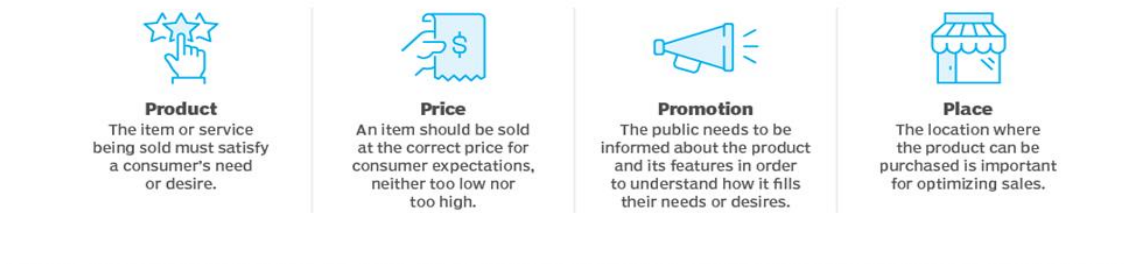 $
Product
The item or service
being sold must satisfy
a consumer's need
or desire.
Price
An item should be sold
at the correct price for
consumer expectations,
neither too low nor
too high.
Promotion
The public needs to be
informed about the product
and its features in order
to understand how it fills
their needs or desires.
Place
The location where
the product can be
purchased is important
for optimizing sales.